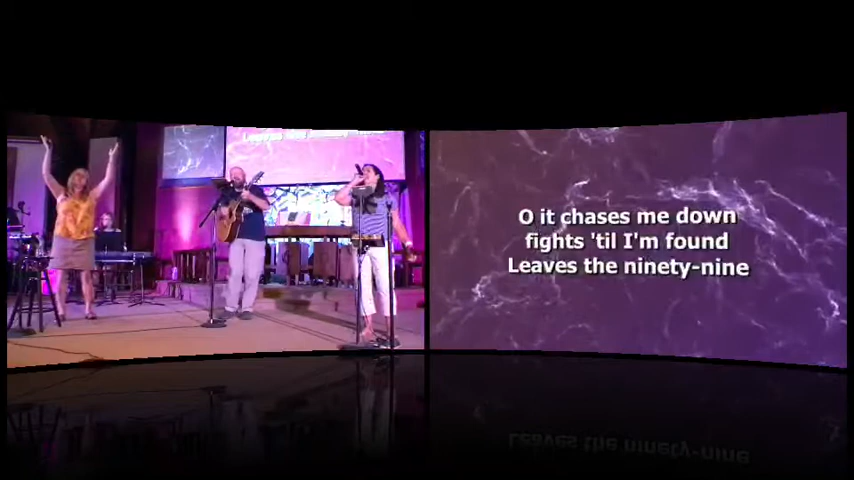 O it chases me down
fights 'til I'm found
Leaves the ninety-nine